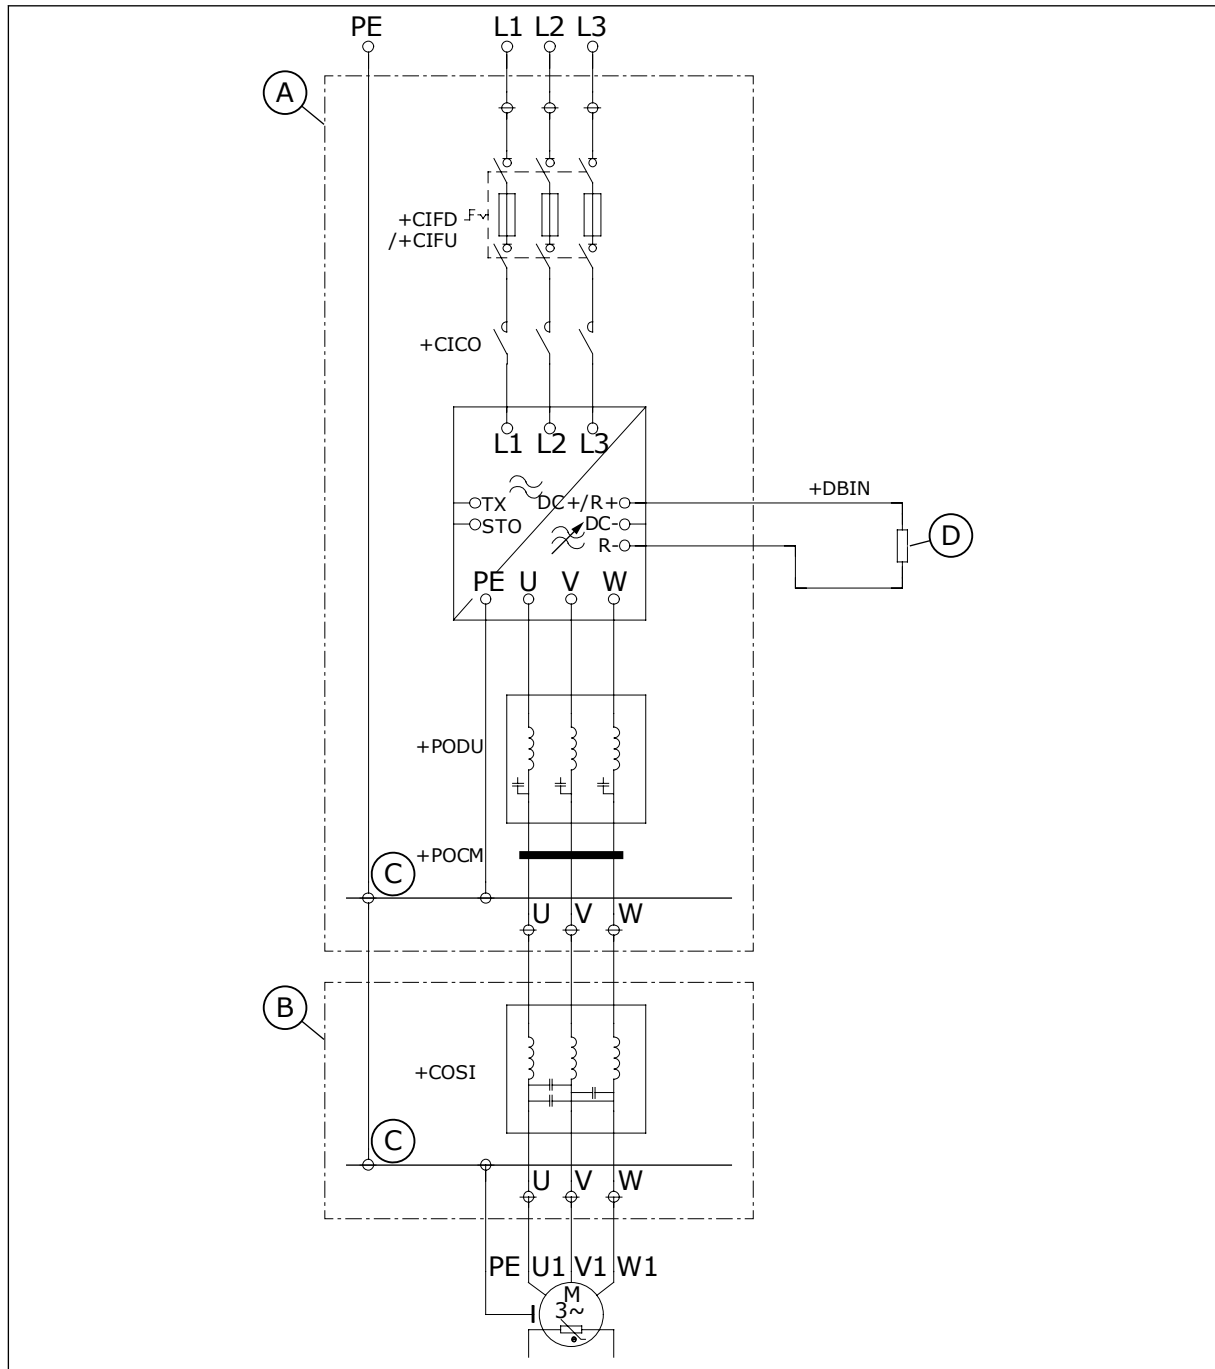 PE L1 L2 L3
A
+CIFD
/+CIFU
+CICO
L1 L2 L3
TX DC+/R+
STO DC-
R-
+DBIN
D
PE U V W
+PODU
+POCM
C
U V W
B
+COSI
C
U V W
PE U1 V1 W1
M
3~